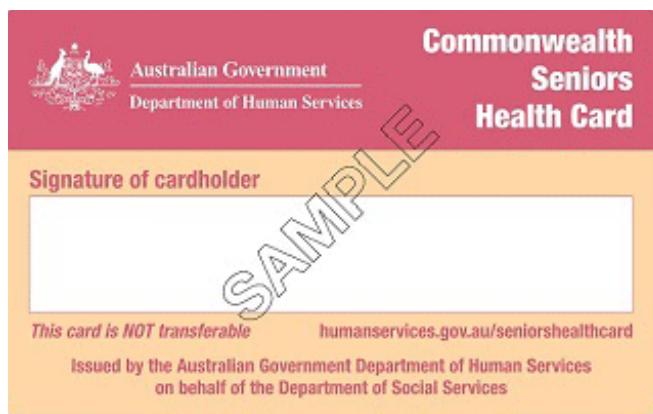 Australian Government
Department of Human Services
Commonwealth
Seniors
Health Card
Signature of cardholder
SAMPLE
This card is NOT transferable
humanservices.gov.au/seniorshealthcard
Issued by the Australian Government Department of Human Services
on behalf of the Department of Social Services